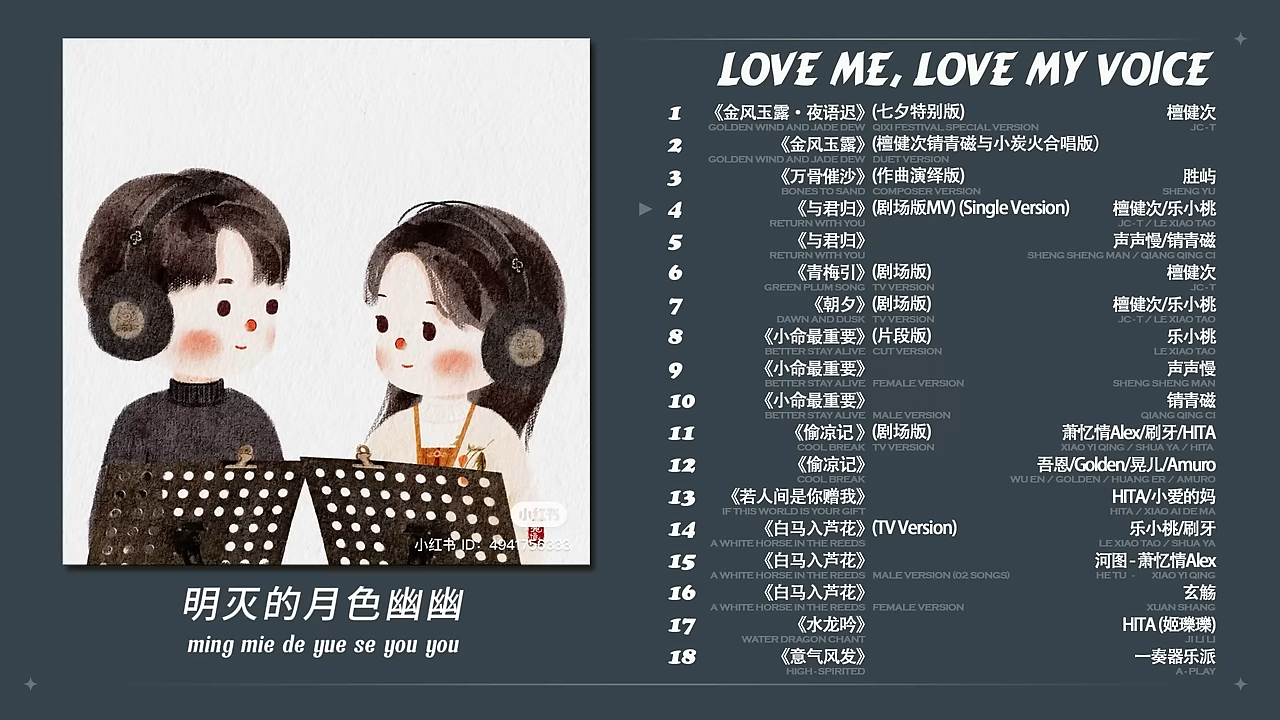 LOVE ME, LOVE MY VOICE
1 《金风玉露·夜语迟》 (七夕特别版) 檀健次
GOLDEN WIND AND JADE DEW QIXI FESTIVAL SPECIAL VERSION JC-T
2 《金风玉露》 (檀健次锖青磁与小炭火合唱版)
GOLDEN WIND AND JADE DEW DUET VERSION
3 《万骨催沙》 (作曲演绎版) 胜屿
BONES TO SAND COMPOSER VERSION SHENG YU
4 《与君归》 (剧场版MV) (Single Version) 檀健次/乐小桃
RETURN WITH YOU JC-T / LE XIAO TAO
5 《与君归》 声声慢/锖青磁
RETURN WITH YOU SHENG SHENG MAN / QIANG QING CI
6 《青梅引》 (剧场版) 檀健次
GREEN PLUM SONG TV VERSION JC-T
7 《朝夕》 (剧场版) 檀健次/乐小桃
DAWN AND DUSK TV VERSION JC-T / LE XIAO TAO
8 《小命最重要》 (片段版) 乐小桃
BETTER STAY ALIVE CUT VERSION LE XIAO TAO
9 《小命最重要》 声声慢
BETTER STAY ALIVE FEMALE VERSION SHENG SHENG MAN
10 《小命最重要》 锖青磁
BETTER STAY ALIVE MALE VERSION QIANG QING CI
11 《偷凉记 》 (剧场版) 萧忆情Alex/刷牙/HITA
COOL BREAK TV VERSION XIAO YI QING / SHUA YA / HITA
12 《偷凉记》 吾恩/Golden/晃儿/Amuro
COOL BREAK WU EN / GOLDEN / HUANG ER / AMURO
13 《若人间是你赠我》 HITA/小爱的妈
IF THIS WORLD IS YOUR GIFT HITA / XIAO AI DE MA
14 《白马入芦花》 (TV Version) 乐小桃/刷牙
A WHITE HORSE IN THE REEDS LE XIAO TAO / SHUA YA
15 《白马入芦花》 河图 - 萧忆情Alex
A WHITE HORSE IN THE REEDS MALE VERSION (02 SONGS) HE TU - XIAO YI QING
16 《白马入芦花》 玄觞
A WHITE HORSE IN THE REEDS FEMALE VERSION XUAN SHANG
17 《水龙吟》 HITA (姬瓅瓅)
WATER DRAGON CHANT JI LI LI
18 《意气风发》 一奏器乐派
HIGH-SPIRITED A-PLAY
小红书
小红书 ID: 4941756333
明灭的月色幽幽
ming mie de yue se you you